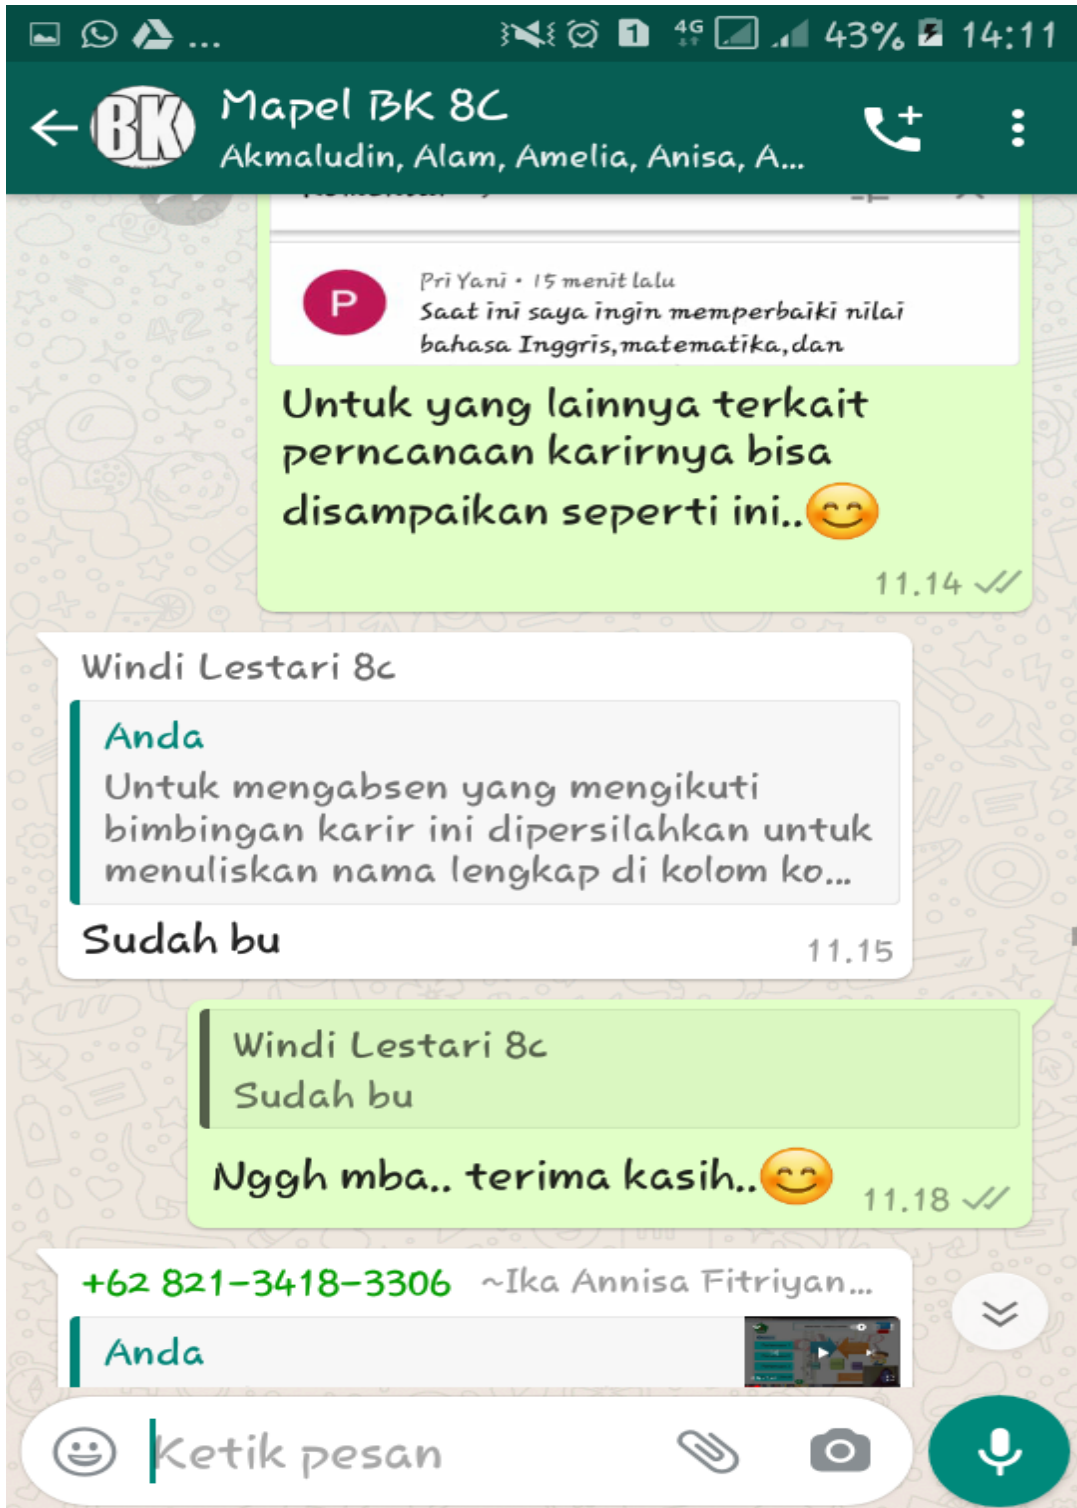 ... 1 4G 43% 14:11
BK Mapel BK 8C
Akmaludin, Alam, Amelia, Anisa, A...
P Pri Yani • 15 menit lalu
Saat ini saya ingin memperbaiki nilai
bahasa Inggris,matematika,dan
Untuk yang lainnya terkait
perncanaan karirnya bisa
disampaikan seperti ini..😊
11.14
Windi Lestari 8c
Anda
Untuk mengabsen yang mengikuti
bimbingan karir ini dipersilahkan untuk
menuliskan nama lengkap di kolom ko...
Sudah bu
11.15
Windi Lestari 8c
Sudah bu
Nggh mba.. terima kasih..😊
11.18
+62 821-3418-3306 ~Ika Annisa Fitriyan...
Anda
Ketik pesan